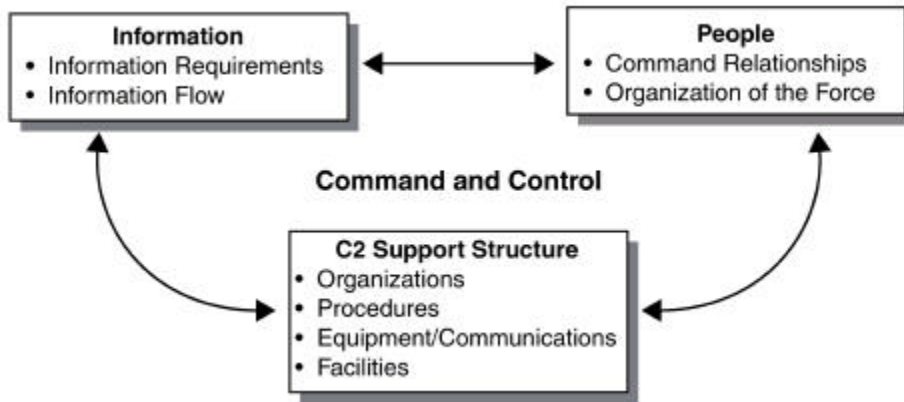 Information
• Information Requirements
• Information Flow
People
• Command Relationships
• Organization of the Force
Command and Control
C2 Support Structure
• Organizations
• Procedures
• Equipment/Communications
• Facilities